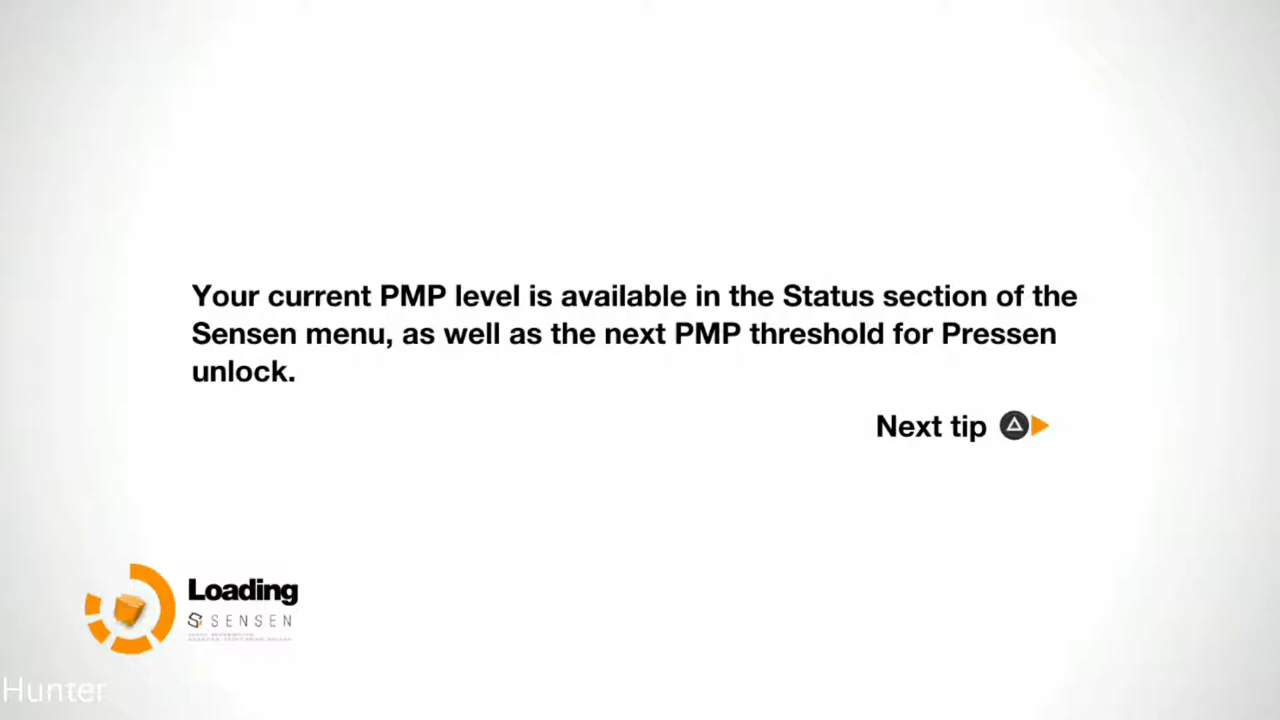 Your current PMP level is available in the Status section of the
Sensen menu, as well as the next PMP threshold for Pressen
unlock.
Next tip
Loading
SENSEN
Hunter